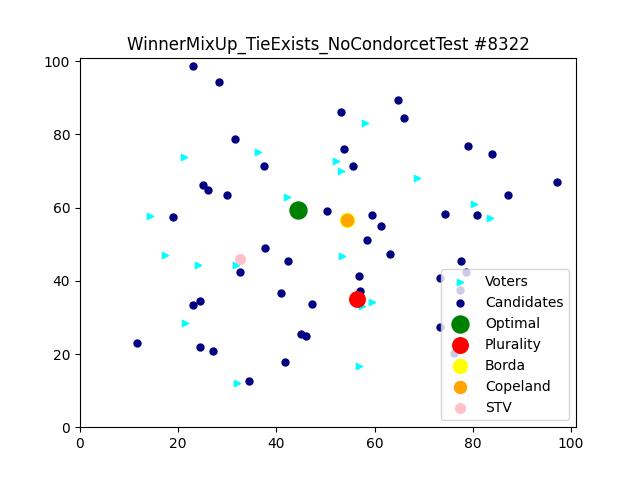 WinnerMixUp_TieExists_NoCondorcetTest #8322
100
80
60
40
20
0
0 20 40 60 80 100
Voters
Candidates
Optimal
Plurality
Borda
Copeland
STV